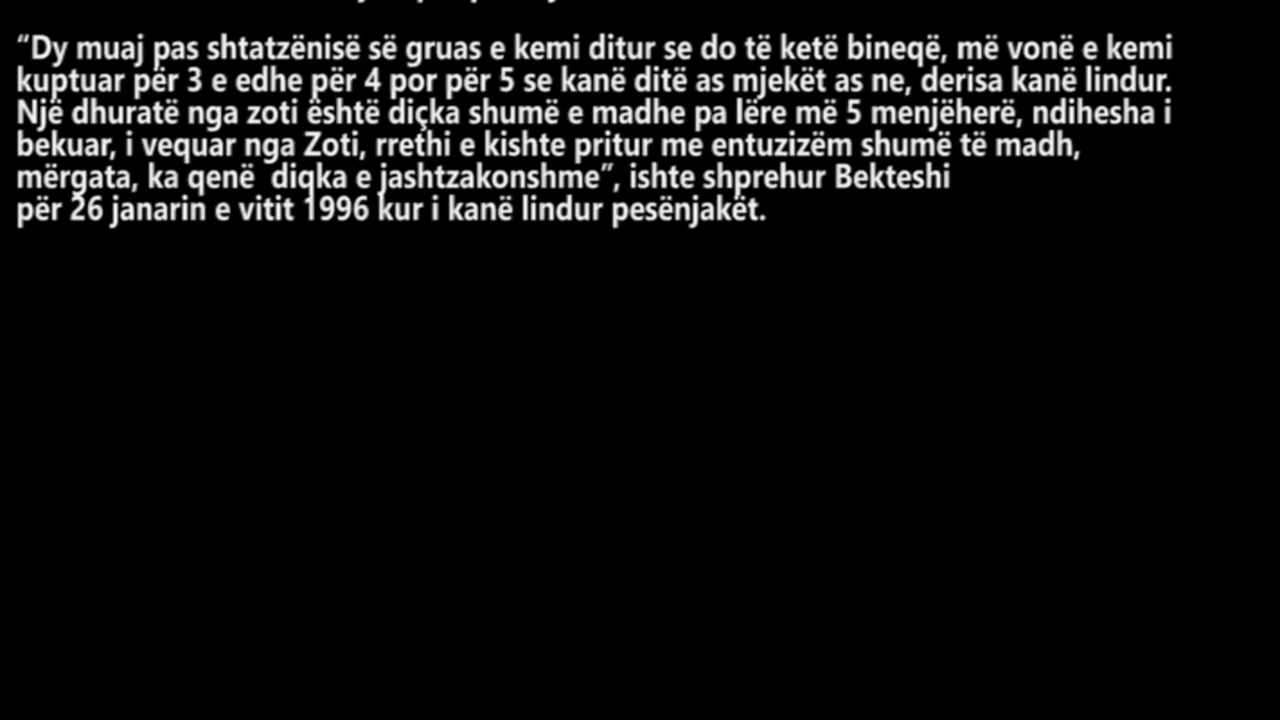 “Dy muaj pas shtatzënisë së gruas e kemi ditur se do të ketë bineqë, më vonë e kemi
kuptuar për 3 e edhe për 4 por për 5 se kanë ditë as mjekët as ne, derisa kanë lindur.
Një dhuratë nga zoti është diçka shumë e madhe pa lëre më 5 menjëherë, ndihesha i
bekuar, i vequar nga Zoti, rrethi e kishte pritur me entuzizëm shumë të madh,
mërgata, ka qenë  diqka e jashtzakonshme”, ishte shprehur Bekteshi
për 26 janarin e vitit 1996 kur i kanë lindur pesënjakët.